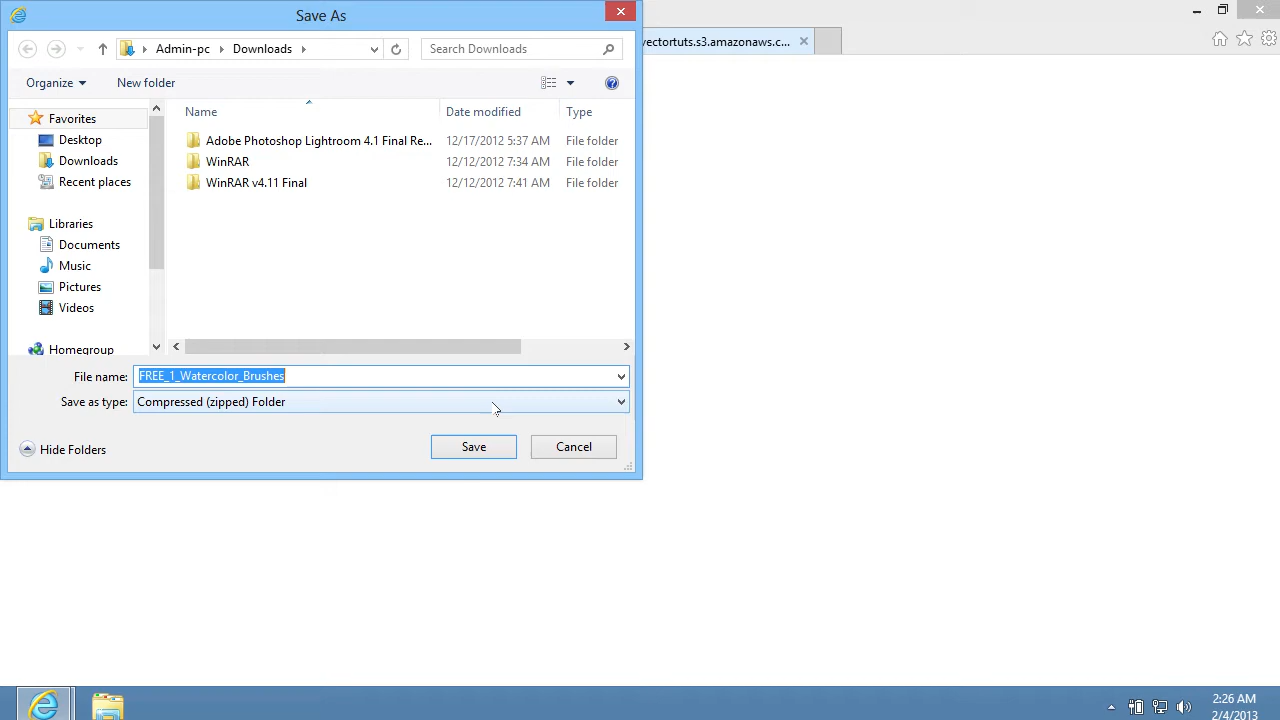 Save As
vectortuts.s3.amazonaws.c...
Admin-pc
Downloads
Search Downloads
Organize
New folder
Name
Date modified
Type
Favorites
Desktop
Downloads
Recent places
Libraries
Documents
Music
Pictures
Videos
Homegroup
Adobe Photoshop Lightroom 4.1 Final Re... 12/17/2012 5:37 AM File folder
WinRAR 12/12/2012 7:34 AM File folder
WinRAR v4.11 Final 12/12/2012 7:41 AM File folder
File name: FREE_1_Watercolor_Brushes
Save as type: Compressed (zipped) Folder
Hide Folders
Save
Cancel
2:26 AM
2/4/2013